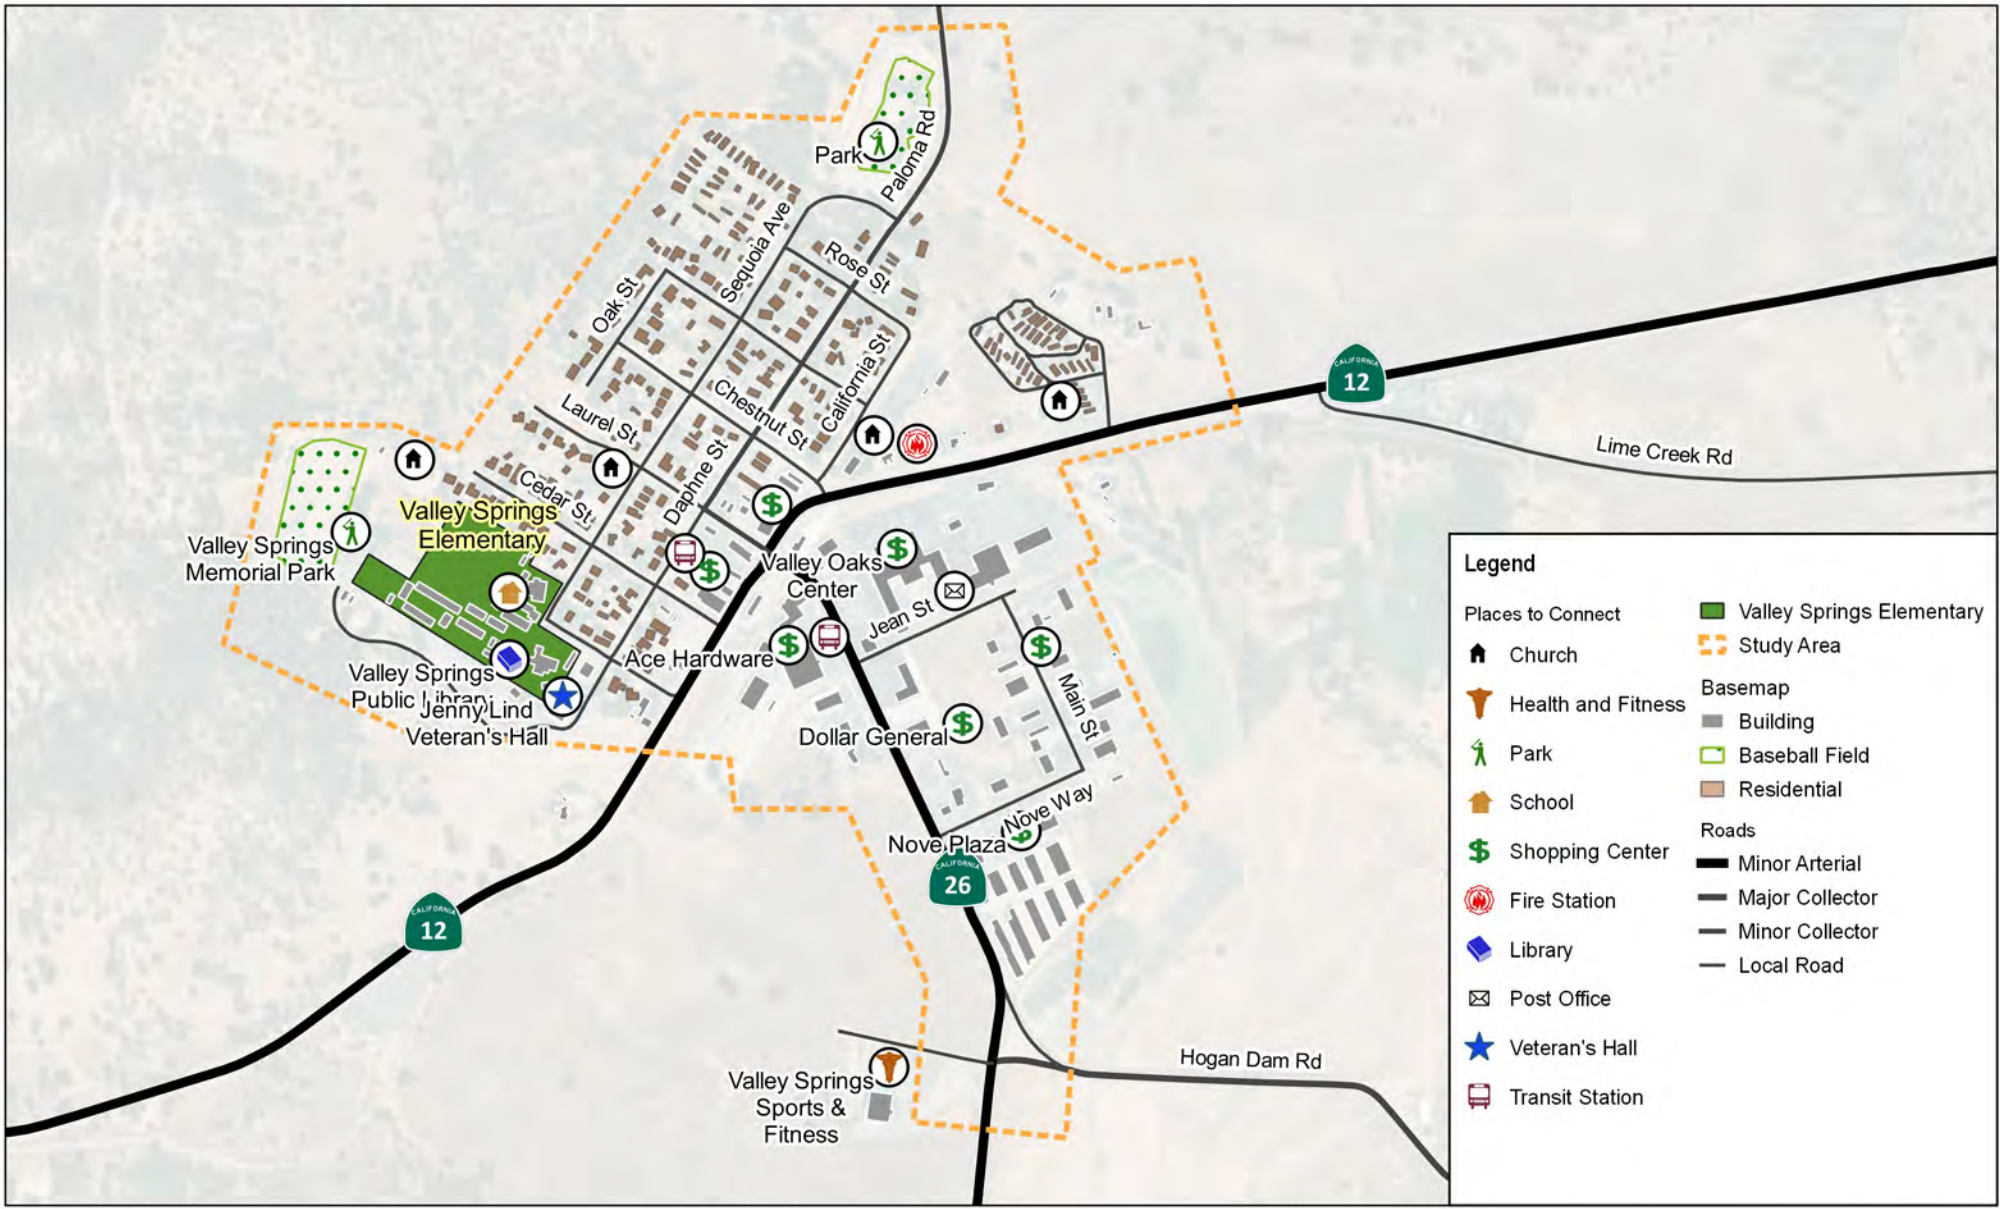 Park
Paloma Rd
Sequoia Ave
Rose St
Oak St
California St
CALIFORNIA
12
Laurel St
Chestnut St
Lime Creek Rd
Cedar St
Daphne St
Valley Springs
Elementary
Valley Springs
Memorial Park
Valley Oaks
Center
Jean St
Ace Hardware
Valley Springs
Public Library
Jenny Lind
Veteran's Hall
Main St
Dollar General
Nove Way
Nove Plaza
CALIFORNIA
26
CALIFORNIA
12
Hogan Dam Rd
Valley Springs
Sports &
Fitness
Legend
Places to Connect
Church
Health and Fitness
Park
School
Shopping Center
Fire Station
Library
Post Office
Veteran's Hall
Transit Station
Valley Springs Elementary
Study Area
Basemap
Building
Baseball Field
Residential
Roads
Minor Arterial
Major Collector
Minor Collector
Local Road